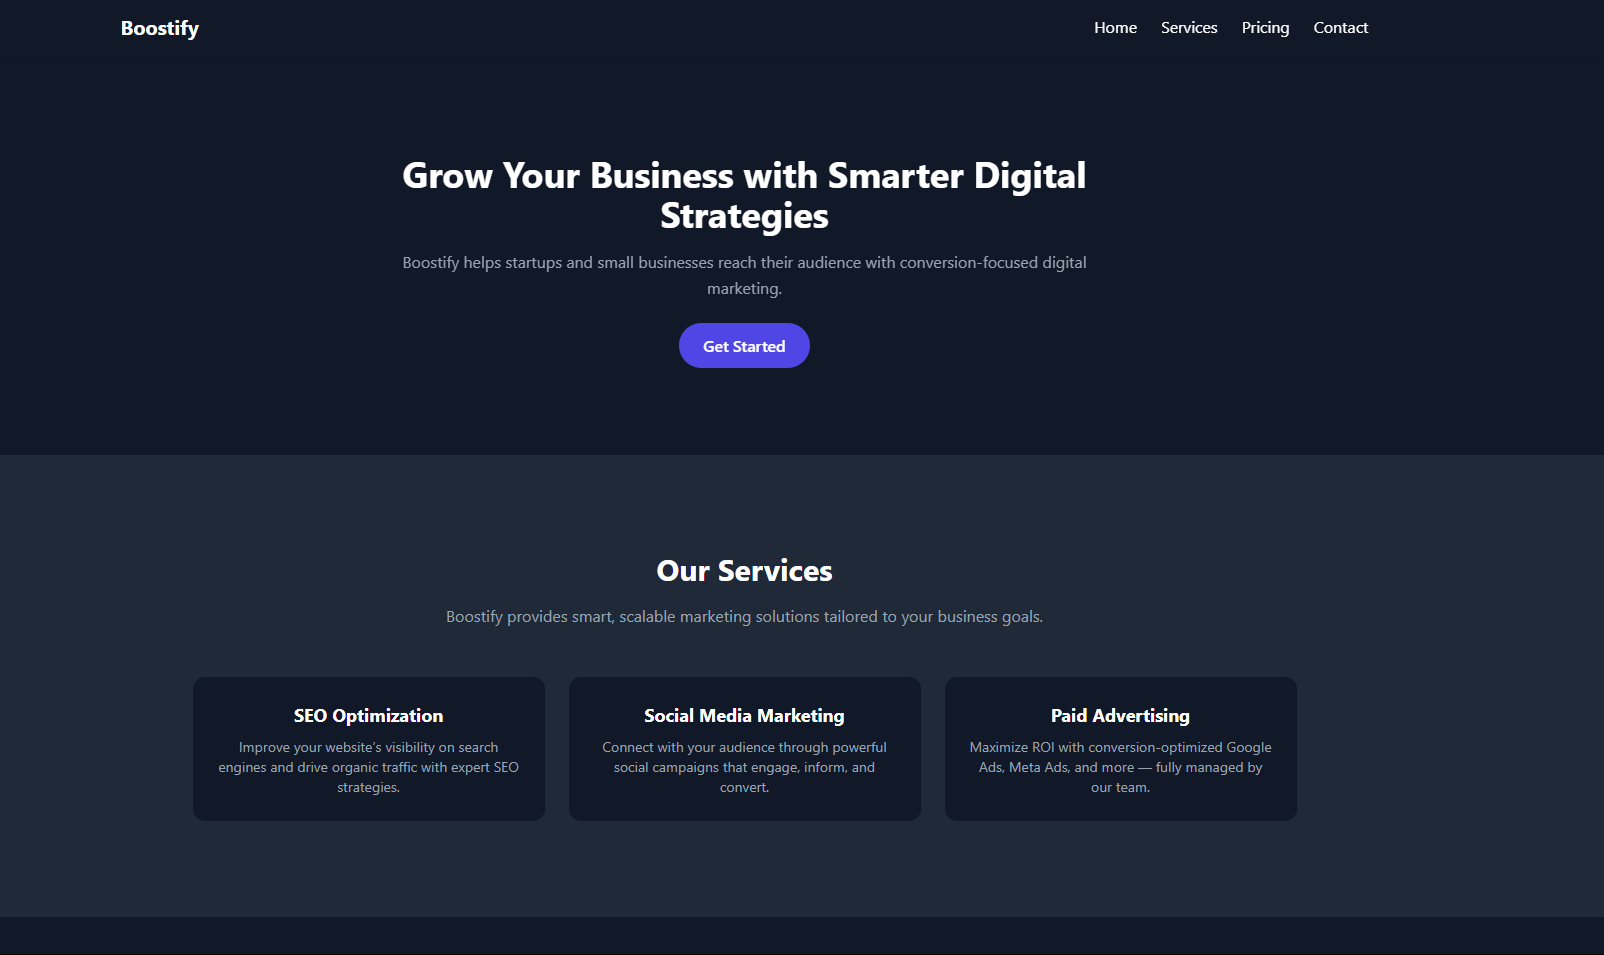 Boostify
Home Services Pricing Contact
Grow Your Business with Smarter Digital
Strategies
Boostify helps startups and small businesses reach their audience with conversion-focused digital
marketing.
Get Started
Our Services
Boostify provides smart, scalable marketing solutions tailored to your business goals.
SEO Optimization
Improve your website’s visibility on search
engines and drive organic traffic with expert SEO
strategies.
Social Media Marketing
Connect with your audience through powerful
social campaigns that engage, inform, and
convert.
Paid Advertising
Maximize ROI with conversion-optimized Google
Ads, Meta Ads, and more — fully managed by
our team.